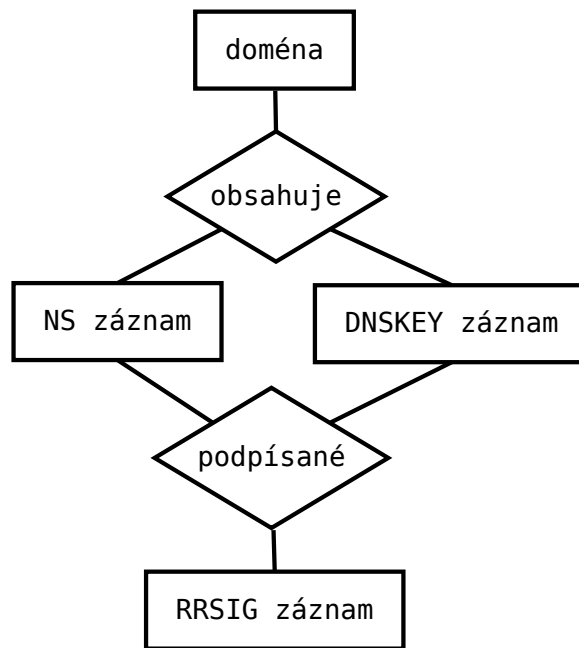 doména
obsahuje
NS záznam
DNSKEY záznam
podpísané
RRSIG záznam